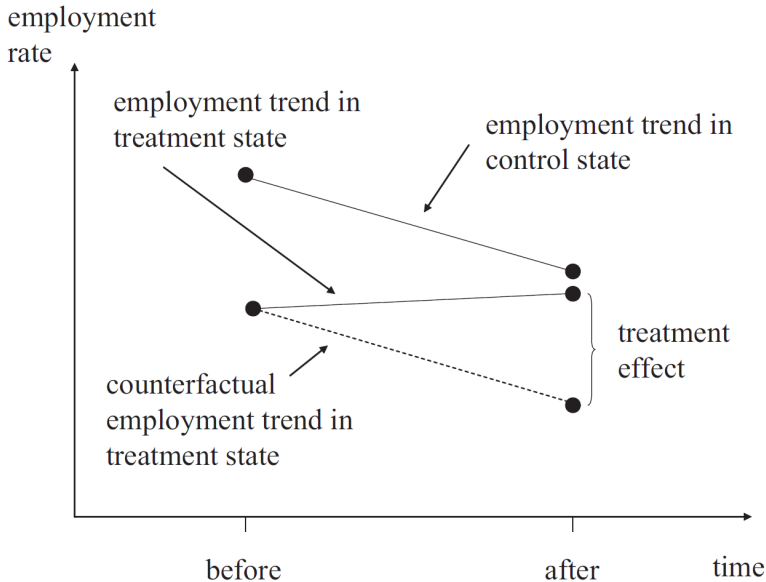 employment
rate
employment trend in
treatment state
employment trend in
control state
treatment
effect
counterfactual
employment trend in
treatment state
before
after
time